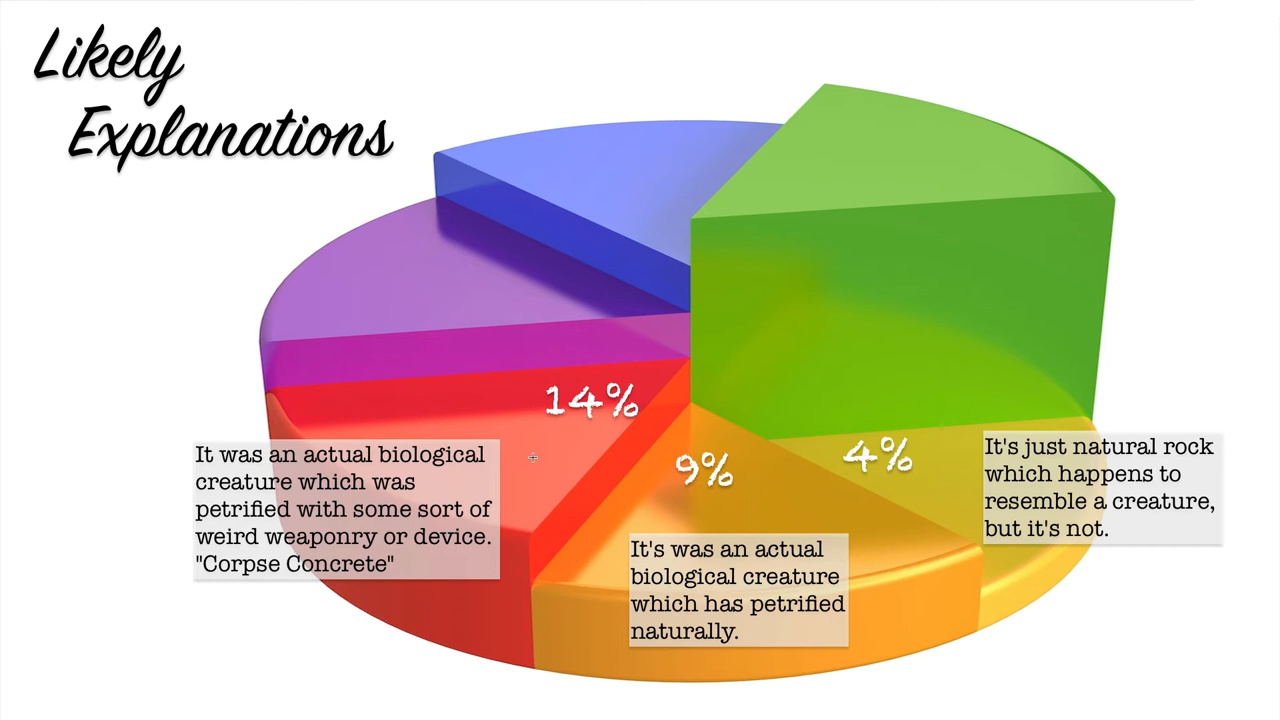 Likely
Explanations
14%
9%
4%
It was an actual biological
creature which was
petrified with some sort of
weird weaponry or device.
"Corpse Concrete"
It's was an actual
biological creature
which has petrified
naturally.
It's just natural rock
which happens to
resemble a creature,
but it's not.